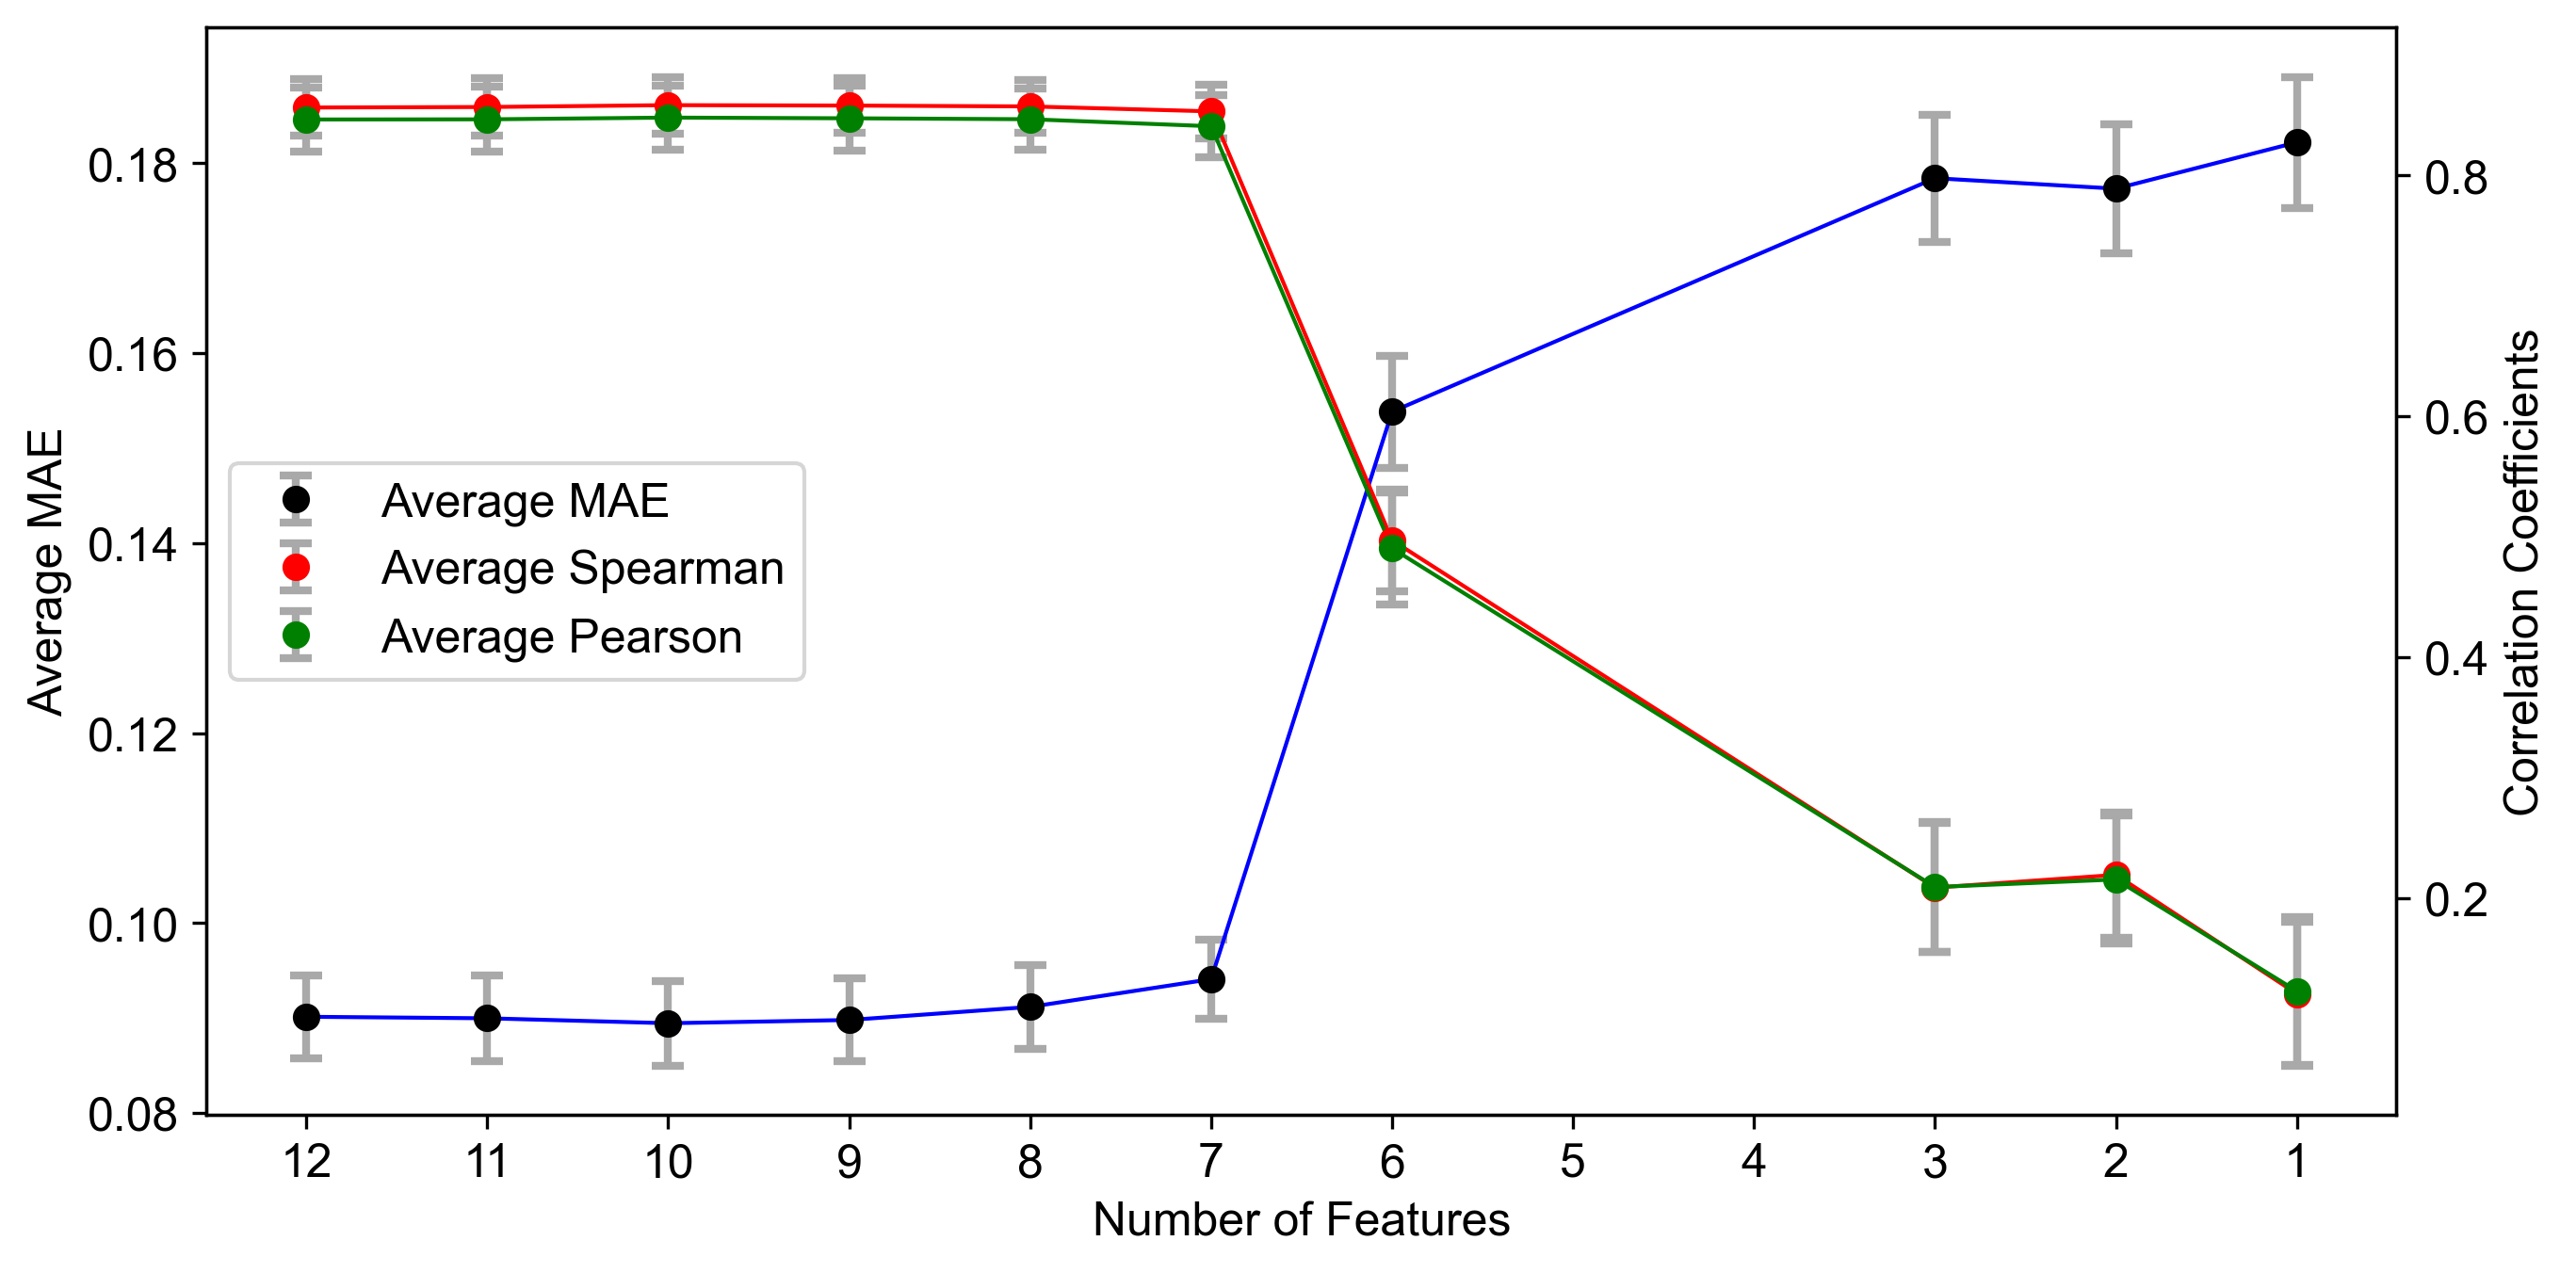 0.18
0.16
0.14
0.12
0.10
0.08
Average MAE
Average MAE
Average Spearman
Average Pearson
0.8
0.6
0.4
0.2
Correlation Coefficients
12 11 10 9 8 7 6 5 4 3 2 1
Number of Features